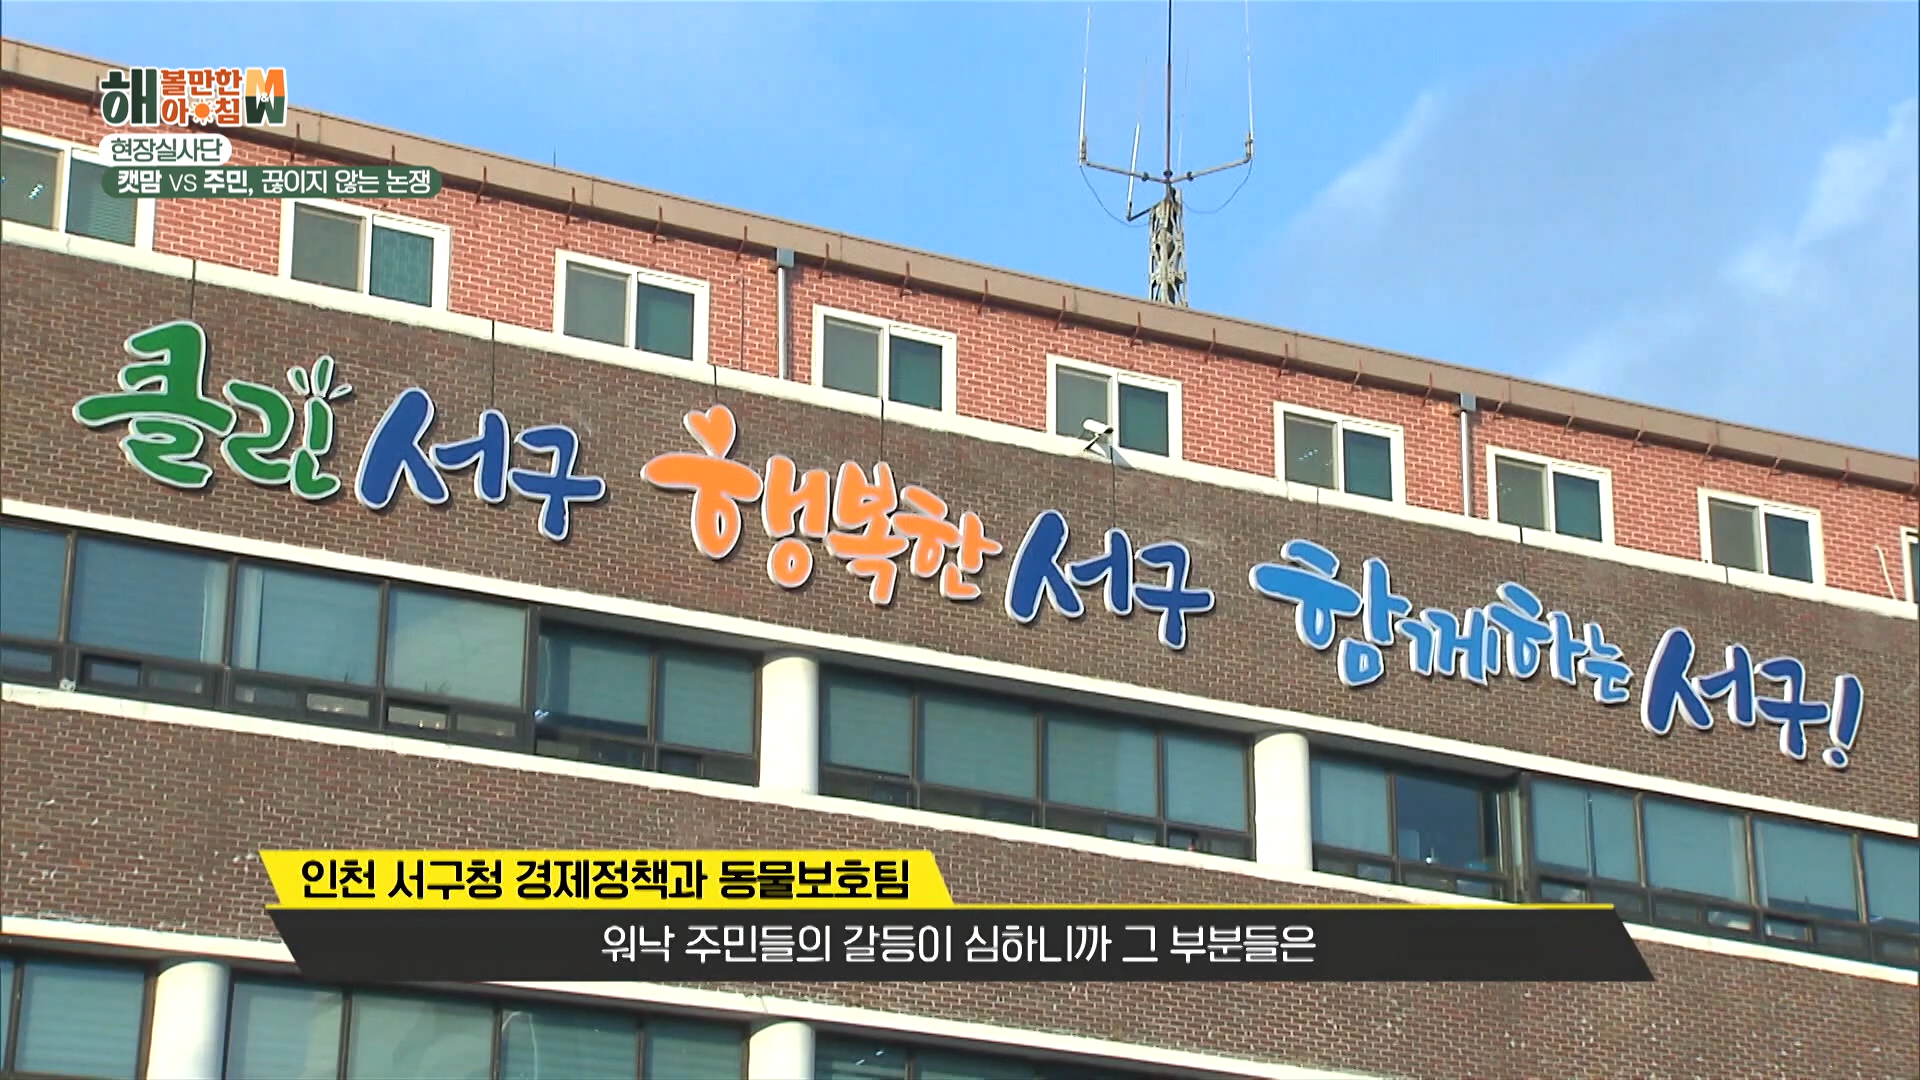 해 볼만한 아침 M&W
현장실사단
캣맘 vs 주민, 끊이지 않는 논쟁
클린 서구 행복한 서구 함께하는 서구!
인천 서구청 경제정책과 동물보호팀
워낙 주민들의 갈등이 심하니까 그 부분들은